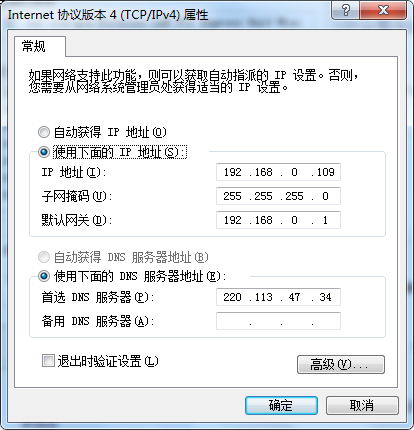 Internet 协议版本 4 (TCP/IPv4) 属性
常规
如果网络支持此功能，则可以获取自动指派的 IP 设置。否则，
您需要从网络系统管理员处获得适当的 IP 设置。
自动获得 IP 地址(O)
使用下面的 IP 地址(S):
IP 地址(I): 192 .168 . 0 .109
子网掩码(U): 255 .255 .255 . 0
默认网关(D): 192 .168 . 0 . 1
自动获得 DNS 服务器地址(B)
使用下面的 DNS 服务器地址(E):
首选 DNS 服务器(P): 220 .113 . 47 . 34
备用 DNS 服务器(A): . . .
退出时验证设置(L)
高级(V)...
确定
取消